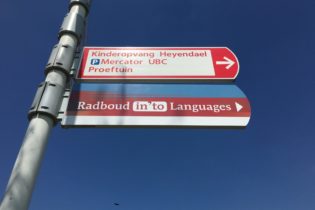 Kinderopvang Heyendael
P Mercator UBC
Proeftuin
Radboud in'to Languages